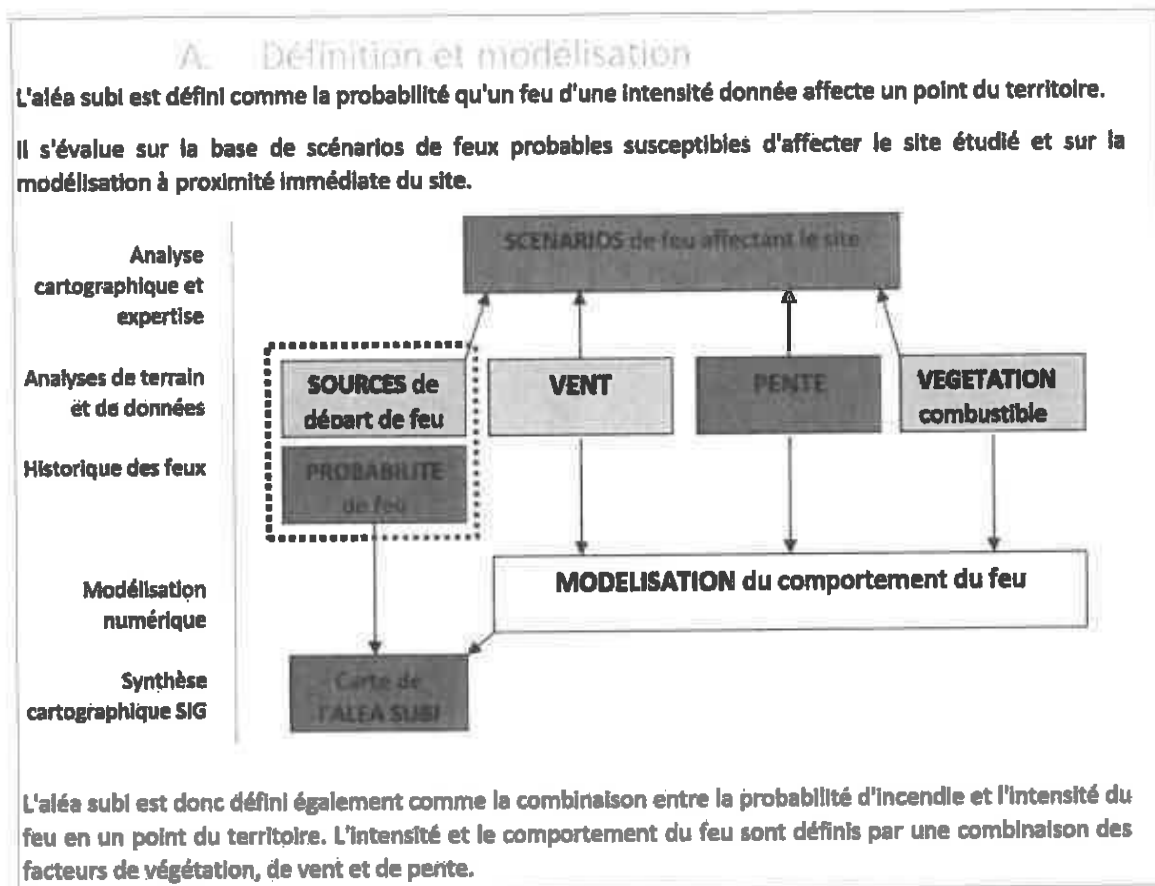 A. Définition et modélisation
L'aléa subi est défini comme la probabilité qu'un feu d'une intensité donnée affecte un point du territoire.
Il s'évalue sur la base de scénarios de feux probables susceptibles d'affecter le site étudié et sur la
modélisation à proximité immédiate du site.
SCENARIOS de feu affectant le site
Analyse
cartographique et
expertise
Analyses de terrain
et de données
SOURCES de
départ de feu
VENT
PENTE
VEGETATION
combustible
Historique des feux
PROBABILITE
de feu
Modélisation
numérique
MODELISATION du comportement du feu
Synthèse
cartographique SIG
Carte de
l'ALEA SUBI
L'aléa subi est donc défini également comme la combinaison entre la probabilité d'incendie et l'intensité du
feu en un point du territoire. L'intensité et le comportement du feu sont définis par une combinaison des
facteurs de végétation, de vent et de pente.